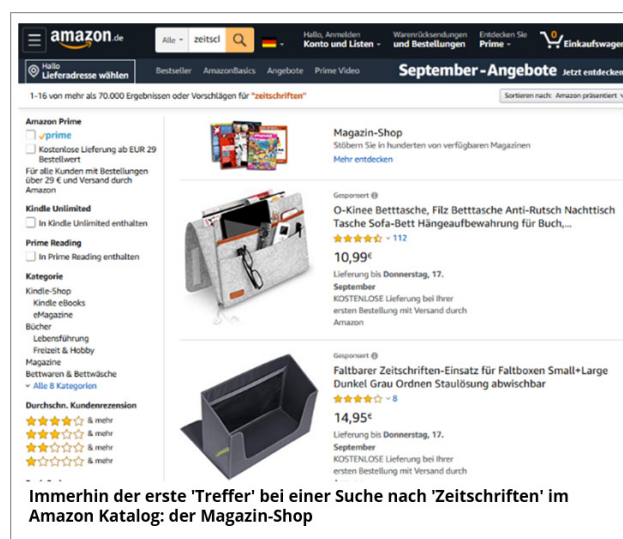 amazon.de
Alle
zeitscl
Hallo, Anmelden
Konto und Listen
Warenrücksendungen
und Bestellungen
Entdecken Sie
Prime
0
Einkaufswagen
Hallo
Lieferadresse wählen
Bestseller AmazonBasics Angebote Prime Video
September-Angebote Jetzt entdecken
1-16 von mehr als 70.000 Ergebnissen oder Vorschlägen für "zeitschriften"
Sortieren nach: Amazon präsentiert
Amazon Prime
prime
Kostenlose Lieferung ab EUR 29
Bestellwert
Für alle Kunden mit Bestellungen
über 29 € und Versand durch
Amazon
Kindle Unlimited
In Kindle Unlimited enthalten
Prime Reading
In Prime Reading enthalten
Kategorie
Kindle-Shop
Kindle eBooks
eMagazine
Bücher
Lebensführung
Freizeit & Hobby
Magazine
Bettwaren & Bettwäsche
Alle 8 Kategorien
Durchschn. Kundenrezension
& mehr
& mehr
& mehr
& mehr
Magazin-Shop
Stöbern Sie in hunderten von verfügbaren Magazinen
Mehr entdecken
Gesponsert
O-Kinee Betttasche, Filz Betttasche Anti-Rutsch Nachttisch
Tasche Sofa-Bett Hängeaufbewahrung für Buch,...
112
10,99€
Lieferung bis Donnerstag, 17.
September
KOSTENLOSE Lieferung bei Ihrer
ersten Bestellung mit Versand durch
Amazon
Gesponsert
Faltbarer Zeitschriften-Einsatz für Faltboxen Small+Large
Dunkel Grau Ordnen Staulösung abwischbar
8
14,95€
Lieferung bis Donnerstag, 17.
September
KOSTENLOSE Lieferung bei Ihrer
ersten Bestellung mit Versand durch
Immerhin der erste 'Treffer' bei einer Suche nach 'Zeitschriften' im
Amazon Katalog: der Magazin-Shop